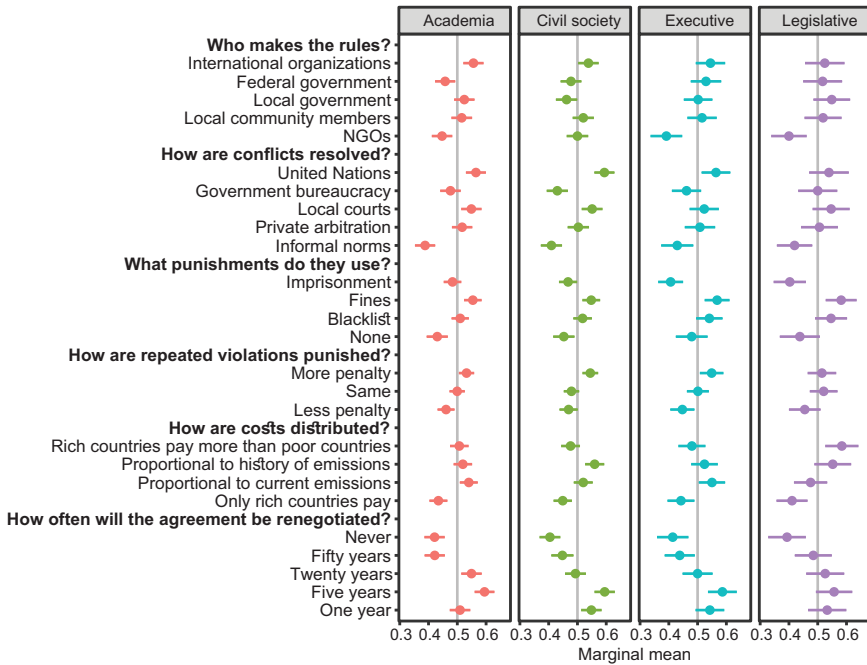 Academia Civil society Executive Legislative
Who makes the rules?
International organizations
Federal government
Local government
Local community members
NGOs
How are conflicts resolved?
United Nations
Government bureaucracy
Local courts
Private arbitration
Informal norms
What punishments do they use?
Imprisonment
Fines
Blacklist
None
How are repeated violations punished?
More penalty
Same
Less penalty
How are costs distributed?
Rich countries pay more than poor countries
Proportional to history of emissions
Proportional to current emissions
Only rich countries pay
How often will the agreement be renegotiated?
Never
Fifty years
Twenty years
Five years
One year
0.3 0.4 0.5 0.6 0.3 0.4 0.5 0.6 0.3 0.4 0.5 0.6 0.3 0.4 0.5 0.6
Marginal mean